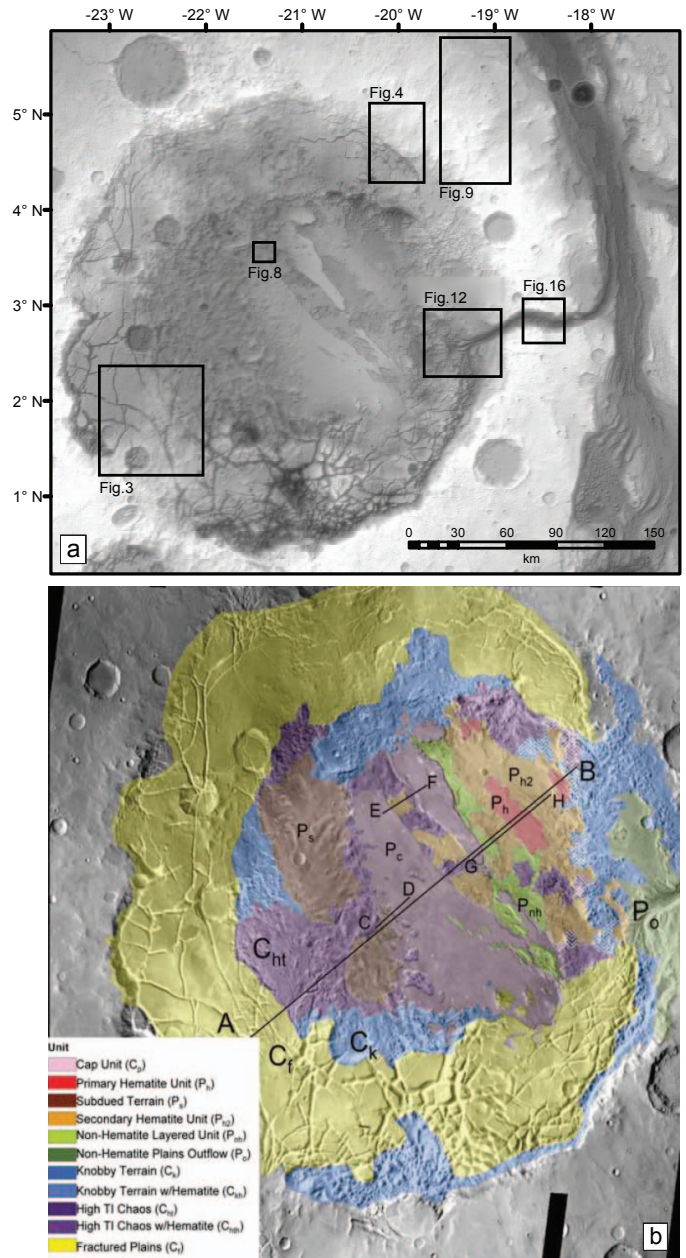 -23° W -22° W -21° W -20° W -19° W -18° W
5° N
4° N
3° N
2° N
1° N
Fig.4
Fig.9
Fig.8
Fig.12
Fig.16
Fig.3
0 30 60 90 120 150
km
a
B
F
E
H
P_h2
P_h
P_s
P_c
G
D
P_nh
C
P_o
C_ht
A
C_f
C_k
Unit
Cap Unit (C_p)
Primary Hematite Unit (P_h)
Subdued Terrain (P_s)
Secondary Hematite Unit (P_h2)
Non-Hematite Layered Unit (P_nh)
Non-Hematite Plains Outflow (P_o)
Knobby Terrain (C_k)
Knobby Terrain w/Hematite (C_kh)
High TI Chaos (C_ht)
High TI Chaos w/Hematite (C_hth)
Fractured Plains (C_f)
b